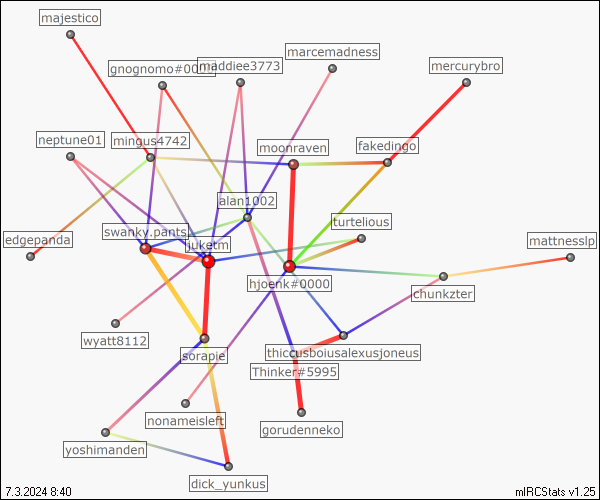 majestico
marcemadness
maddiee3773
mercurybro
gnognomo#000
neptune01
mingus4742
moonraven
fakedingo
alan1002
turtelious
swanky.pants
edgepanda
juketm
mattnesslp
hjoenk#0000
chunkzter
wyatt8112
sorapie
thiccusboiusalexusjoneus
Thinker#5995
nonameisleft
gorudenneko
yoshimanden
dick_yunkus
7.3.2024 8:40
mIRCStats v1.25